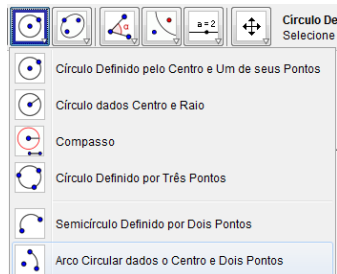 a=2
Círculo De
Selecione
Círculo Definido pelo Centro e Um de seus Pontos
Círculo dados Centro e Raio
Compasso
Círculo Definido por Três Pontos
Semicírculo Definido por Dois Pontos
Arco Circular dados o Centro e Dois Pontos